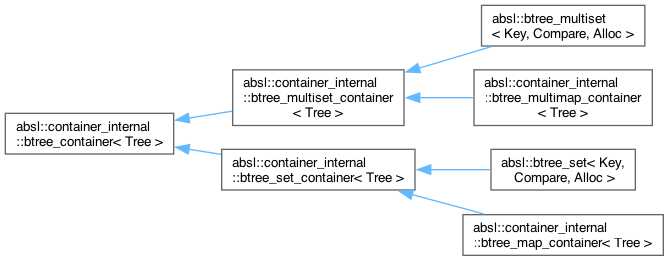 absl::btree_multiset
< Key, Compare, Alloc >
absl::container_internal
::btree_multiset_container
< Tree >
absl::container_internal
::btree_multimap_container
< Tree >
absl::container_internal
::btree_container< Tree >
absl::container_internal
::btree_set_container< Tree >
absl::btree_set< Key,
Compare, Alloc >
absl::container_internal
::btree_map_container< Tree >